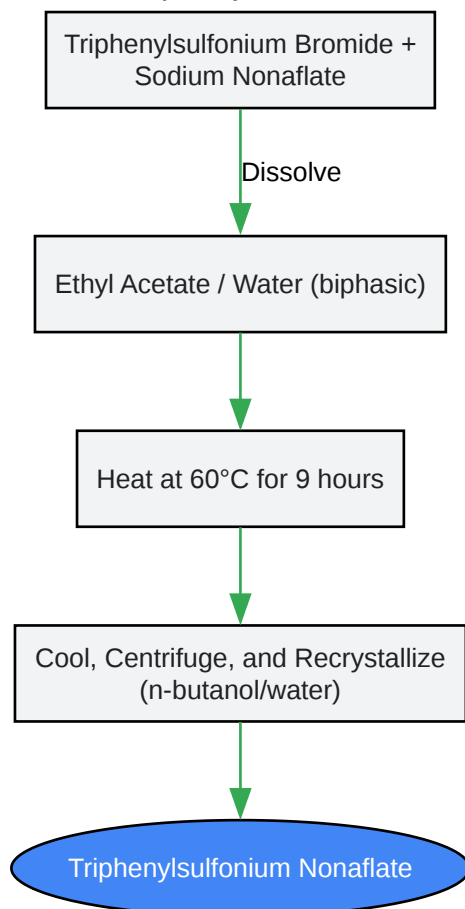 Triphenylsulfonium Bromide +
Sodium Nonaflate
Dissolve
Ethyl Acetate / Water (biphasic)
Heat at 60°C for 9 hours
Cool, Centrifuge, and Recrystallize
(n-butanol/water)
Triphenylsulfonium Nonaflate